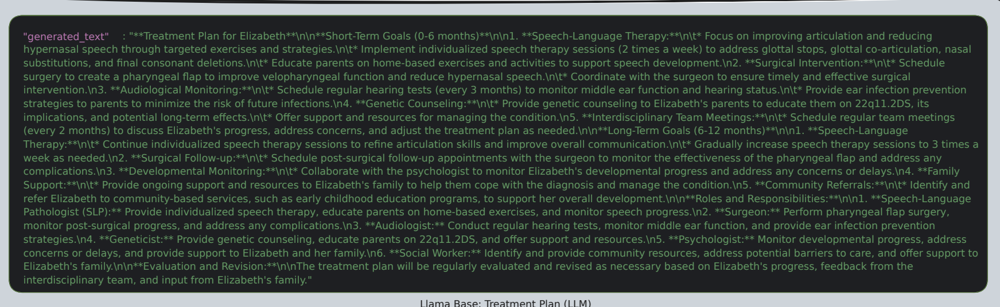 "generated_text" : "**Treatment Plan for Elizabeth**\n\n**Short-Term Goals (0-6 months)**\n\n1. **Speech-Language Therapy:**\n\t* Focus on improving articulation and reducing
hypernasal speech through targeted exercises and strategies.\n\t* Implement individualized speech therapy sessions (2 times a week) to address glottal stops, glottal co-articulation, nasal
substitutions, and final consonant deletions.\n\t* Educate parents on home-based exercises and activities to support speech development.\n2. **Surgical Intervention:**\n\t* Schedule
surgery to create a pharyngeal flap to improve velopharyngeal function and reduce hypernasal speech.\n\t* Coordinate with the surgeon to ensure timely and effective surgical
intervention.\n3. **Audiological Monitoring:**\n\t* Schedule regular hearing tests (every 3 months) to monitor middle ear function and hearing status.\n\t* Provide ear infection prevention
strategies to parents to minimize the risk of future infections.\n4. **Genetic Counseling:**\n\t* Provide genetic counseling to Elizabeth's parents to educate them on 22q11.2DS, its
implications, and potential long-term effects.\n\t* Offer support and resources for managing the condition.\n5. **Interdisciplinary Team Meetings:**\n\t* Schedule regular team meetings
(every 2 months) to discuss Elizabeth's progress, address concerns, and adjust the treatment plan as needed.\n\n**Long-Term Goals (6-12 months)**\n\n1. **Speech-Language
Therapy:**\n\t* Continue individualized speech therapy sessions to refine articulation skills and improve overall communication.\n\t* Gradually increase speech therapy sessions to 3 times a
week as needed.\n2. **Surgical Follow-up:**\n\t* Schedule post-surgical follow-up appointments with the surgeon to monitor the effectiveness of the pharyngeal flap and address any
complications.\n3. **Developmental Monitoring:**\n\t* Collaborate with the psychologist to monitor Elizabeth's developmental progress and address any concerns or delays.\n4. **Family
Support:**\n\t* Provide ongoing support and resources to Elizabeth's family to help them cope with the diagnosis and manage the condition.\n5. **Community Referrals:**\n\t* Identify and
refer Elizabeth to community-based services, such as early childhood education programs, to support her overall development.\n\n**Roles and Responsibilities:**\n\n1. **Speech-Language
Pathologist (SLP):** Provide individualized speech therapy, educate parents on home-based exercises, and monitor speech progress.\n2. **Surgeon:** Perform pharyngeal flap surgery,
monitor post-surgical progress, and address any complications.\n3. **Audiologist:** Conduct regular hearing tests, monitor middle ear function, and provide ear infection prevention
strategies.\n4. **Geneticist:** Provide genetic counseling, educate parents on 22q11.2DS, and offer support and resources.\n5. **Psychologist:** Monitor developmental progress, address
concerns or delays, and provide support to Elizabeth and her family.\n6. **Social Worker:** Identify and provide community resources, address potential barriers to care, and offer support to
Elizabeth's family.\n\n**Evaluation and Revision:**\n\nThe treatment plan will be regularly evaluated and revised as necessary based on Elizabeth's progress, feedback from the
interdisciplinary team, and input from Elizabeth's family."
Llama Base: Treatment Plan (LLM)